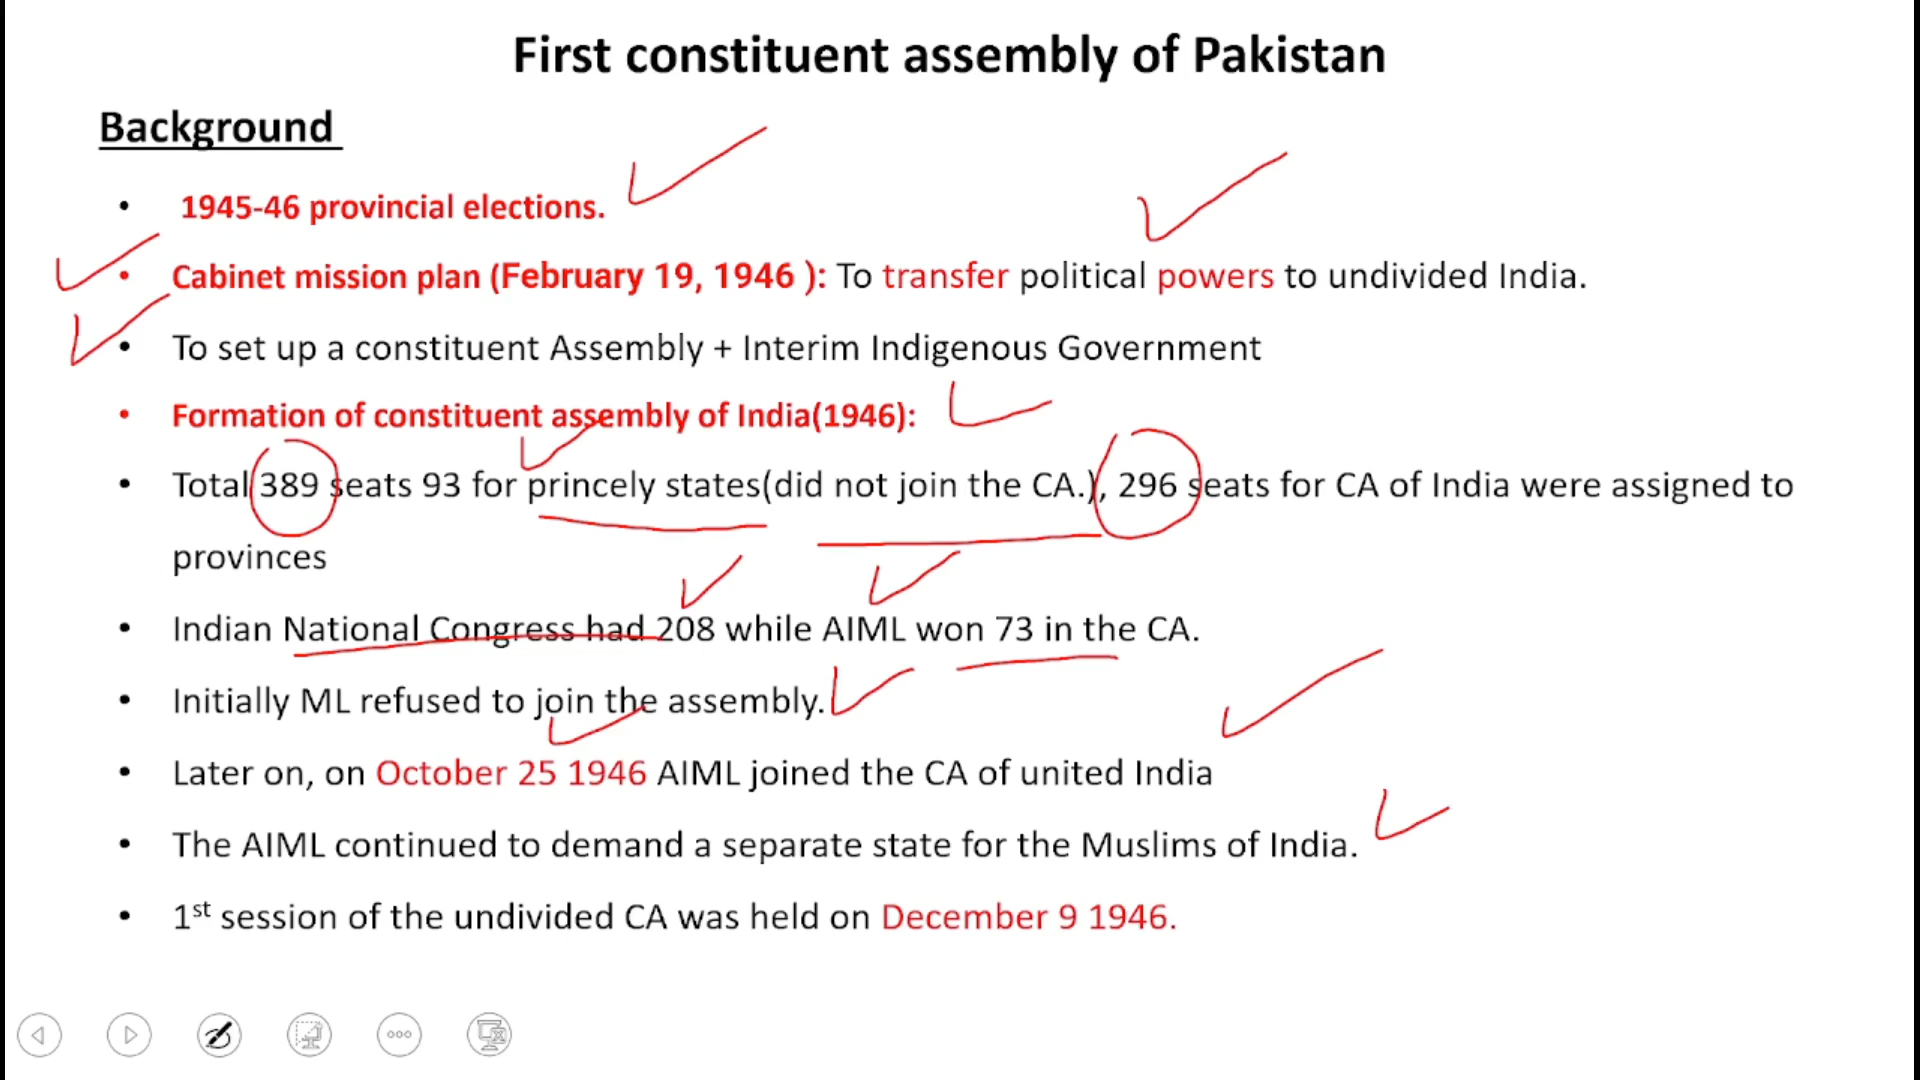 First constituent assembly of Pakistan
Background
• 1945-46 provincial elections.
• Cabinet mission plan (February 19, 1946 ): To transfer political powers to undivided India.
• To set up a constituent Assembly + Interim Indigenous Government
• Formation of constituent assembly of India(1946):
• Total 389 seats 93 for princely states(did not join the CA.), 296 seats for CA of India were assigned to
provinces
• Indian National Congress had 208 while AIML won 73 in the CA.
• Initially ML refused to join the assembly.
• Later on, on October 25 1946 AIML joined the CA of united India
• The AIML continued to demand a separate state for the Muslims of India.
• 1st session of the undivided CA was held on December 9 1946.